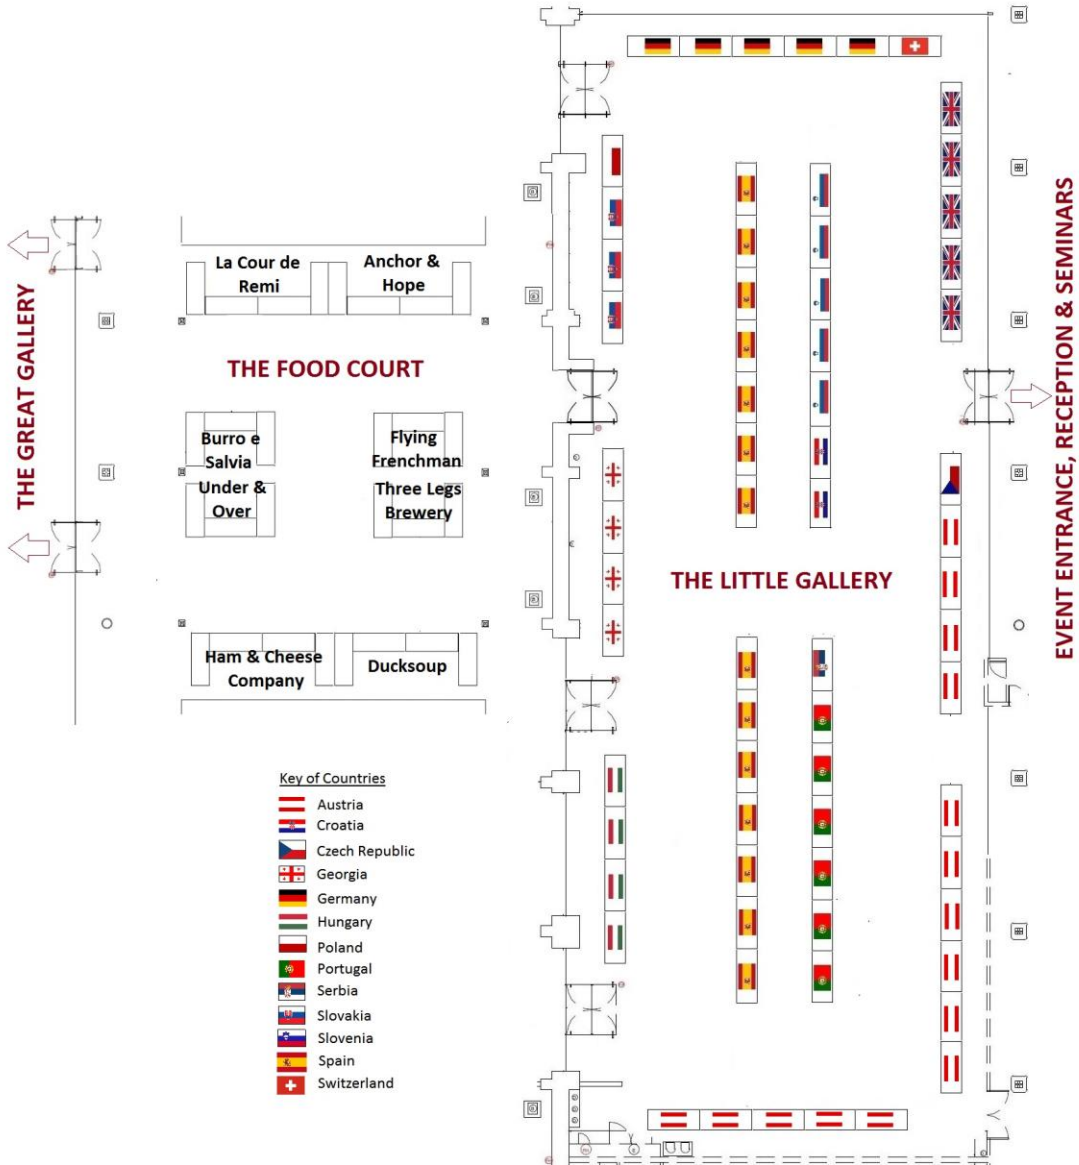 THE GREAT GALLERY
La Cour de
Remi
Anchor &
Hope
THE FOOD COURT
Burro e
Salvia
Flying
Frenchman
Under &
Over
Three Legs
Brewery
Ham & Cheese
Company
Ducksoup
THE LITTLE GALLERY
EVENT ENTRANCE, RECEPTION & SEMINARS
Key of Countries
Austria
Croatia
Czech Republic
Georgia
Germany
Hungary
Poland
Portugal
Serbia
Slovakia
Slovenia
Spain
Switzerland